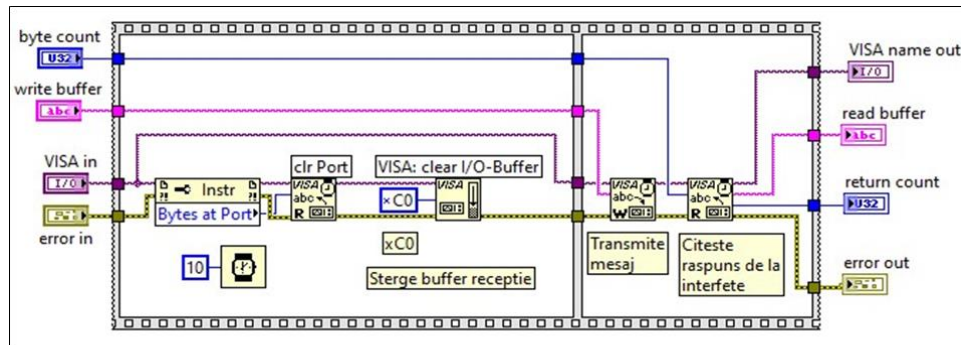 byte count
U32
write buffer
abc
VISA in
I/O
error in
Instr
Bytes at Port
10
clr Port
VISA
abc
R
VISA: clear I/O-Buffer
x C0
VISA
xC0
Sterge buffer receptie
VISA
abc
W
Transmite
mesaj
VISA
abc
R
Citeste
raspuns de la
interfete
VISA name out
I/O
read buffer
abc
return count
U32
error out